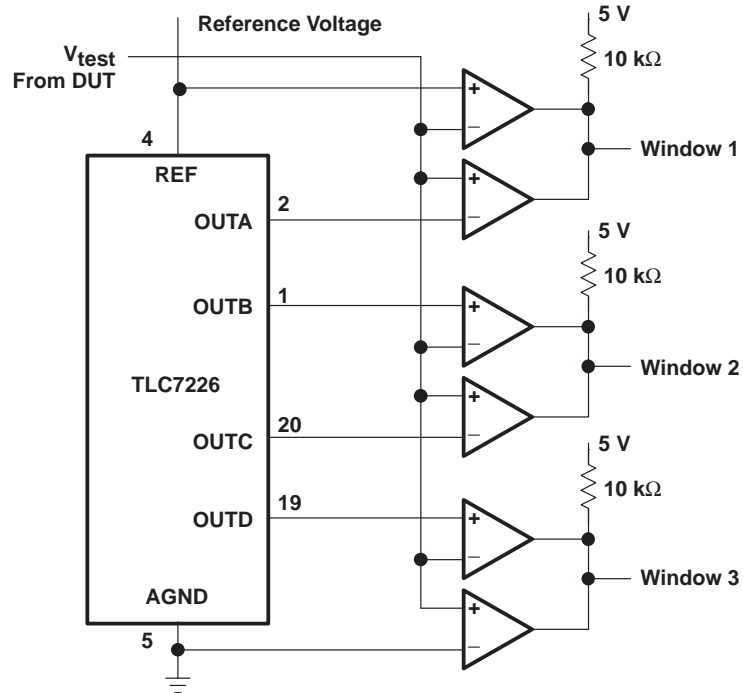 Reference Voltage
Vtest
From DUT
5 V
10 kΩ
+
−
Window 1
4
REF
+
−
2
OUTA
5 V
10 kΩ
1
OUTB
+
−
Window 2
TLC7226
+
−
20
OUTC
5 V
10 kΩ
19
OUTD
+
−
Window 3
AGND
+
−
5